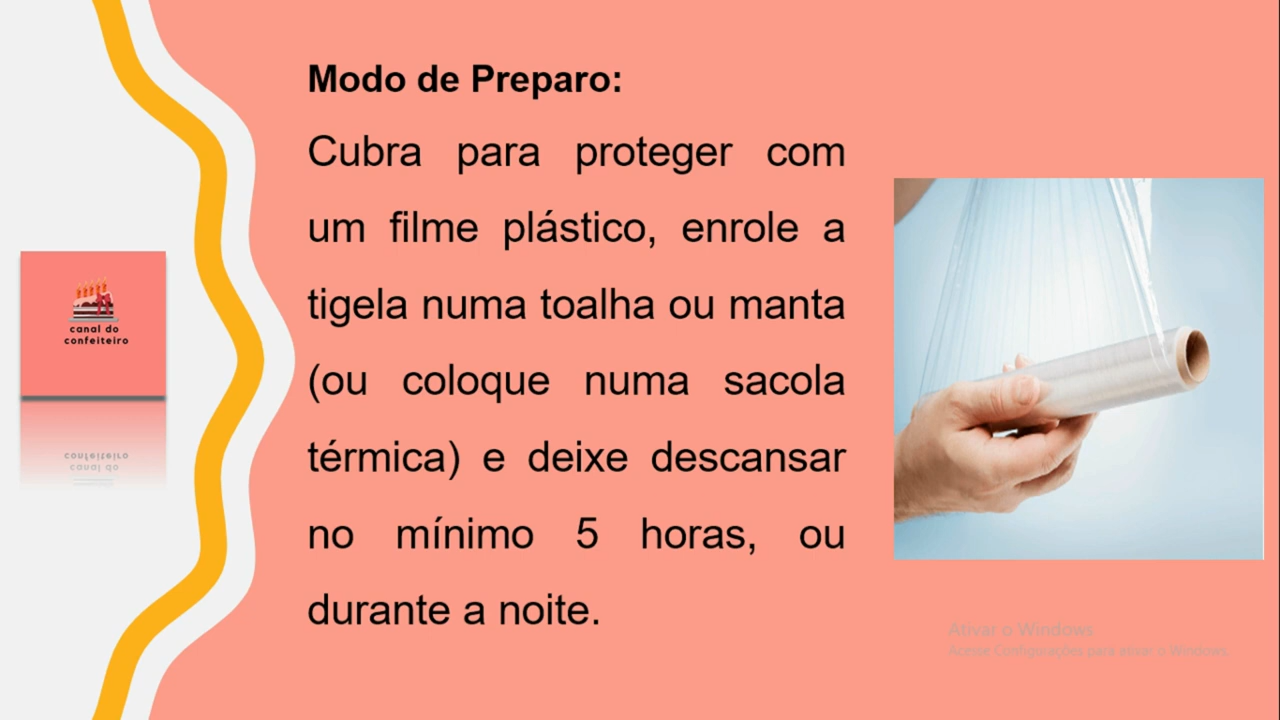 Modo de Preparo:
Cubra para proteger com
um filme plástico, enrole a
tigela numa toalha ou manta
(ou coloque numa sacola
térmica) e deixe descansar
no mínimo 5 horas, ou
durante a noite.
canal do
confeiteiro
Ativar o Windows
Acesse Configurações para ativar o Windows.